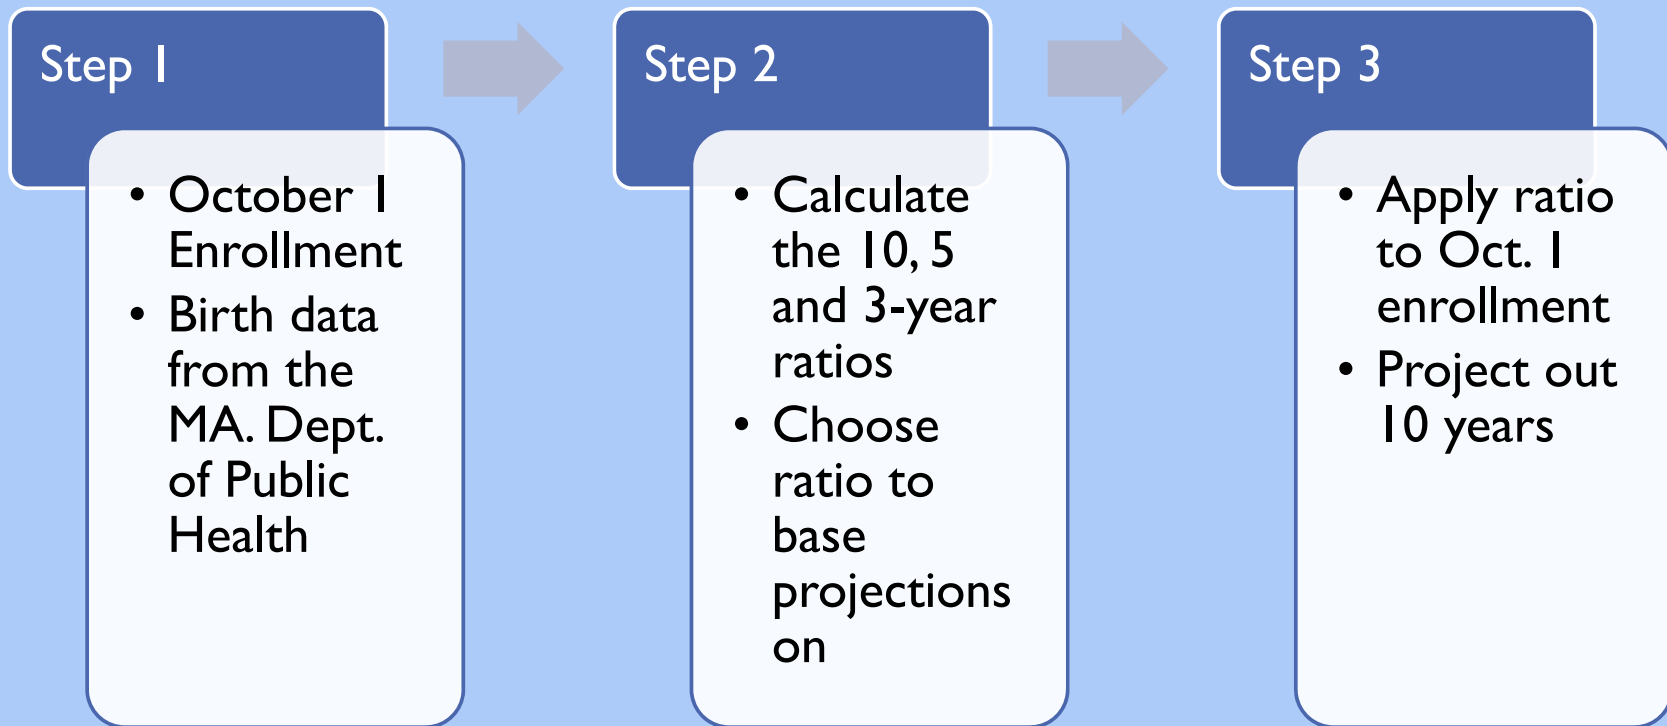 Step 1
• October 1
Enrollment
• Birth data
from the
MA. Dept.
of Public
Health
Step 2
• Calculate
the 10, 5
and 3-year
ratios
• Choose
ratio to
base
projections
on
Step 3
• Apply ratio
to Oct. 1
enrollment
• Project out
10 years